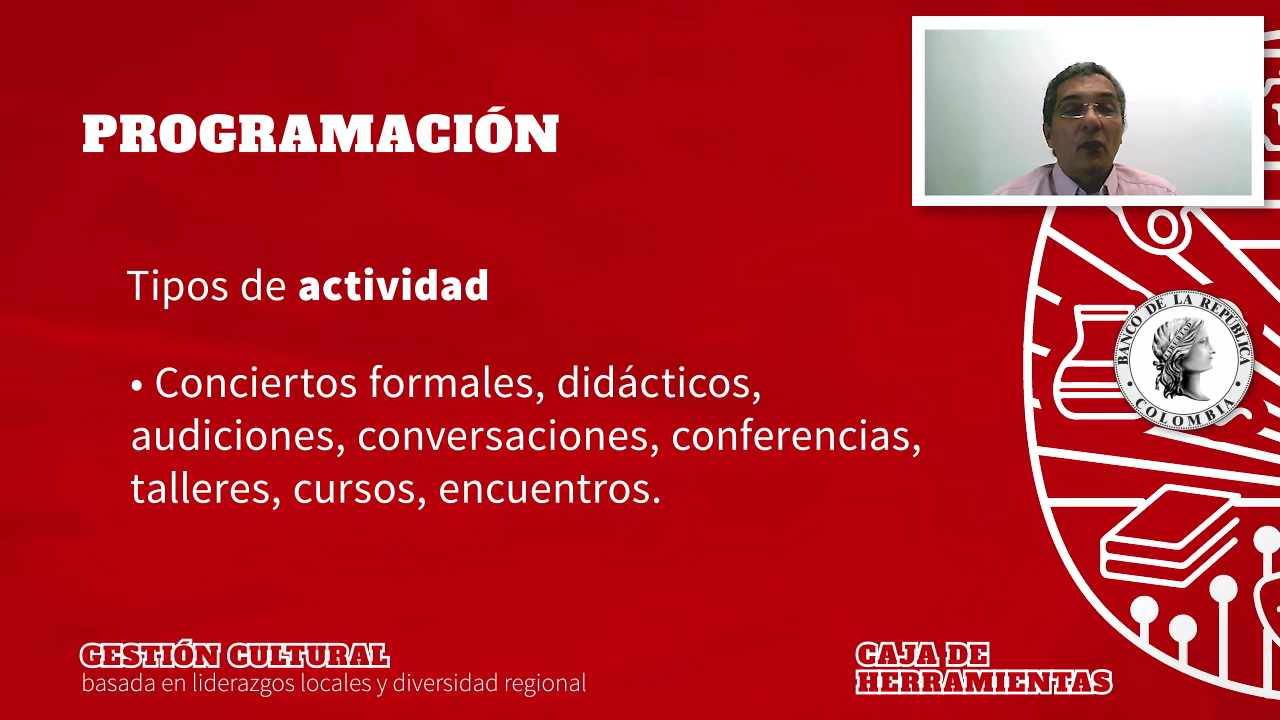 PROGRAMACIÓN
Tipos de actividad
• Conciertos formales, didácticos,
audiciones, conversaciones, conferencias,
talleres, cursos, encuentros.
BANCO DE LA REPÚBLICA
LIBERTAD
• COLOMBIA •
GESTIÓN CULTURAL
basada en liderazgos locales y diversidad regional
CAJA DE
HERRAMIENTAS